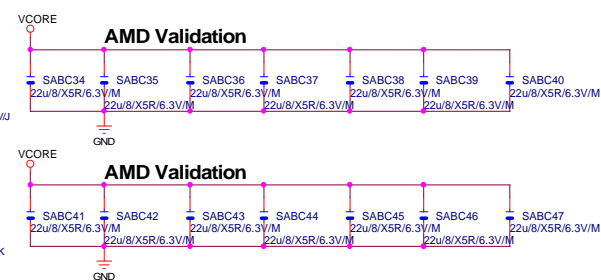 VCORE
AMD Validation
SABC34 SABC35 SABC36 SABC37 SABC38 SABC39 SABC40
22u/8/X5R/6.3V/M 22u/8/X5R/6.3V/M 22u/8/X5R/6.3V/M 22u/8/X5R/6.3V/M
22u/8/X5R/6.3V/M 22u/8/X5R/6.3V/M 22u/8/X5R/6.3V/M
GND
VCORE
AMD Validation
SABC41 SABC42 SABC43 SABC44 SABC45 SABC46 SABC47
22u/8/X5R/6.3V/M 22u/8/X5R/6.3V/M 22u/8/X5R/6.3V/M 22u/8/X5R/6.3V/M
22u/8/X5R/6.3V/M 22u/8/X5R/6.3V/M 22u/8/X5R/6.3V/M
K
GND